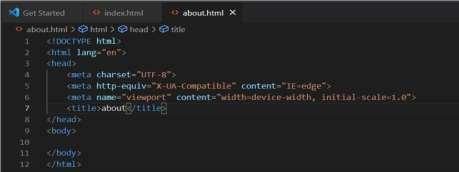 Get Started index.html about.html
about.html > html > head > title
1 <!DOCTYPE html>
2 <html lang="en">
3 <head>
4 <meta charset="UTF-8">
5 <meta http-equiv="X-UA-Compatible" content="IE=edge">
6 <meta name="viewport" content="width=device-width, initial-scale=1.0">
7 <title>about</title>
8 </head>
9 <body>
10
11 </body>
12 </html>